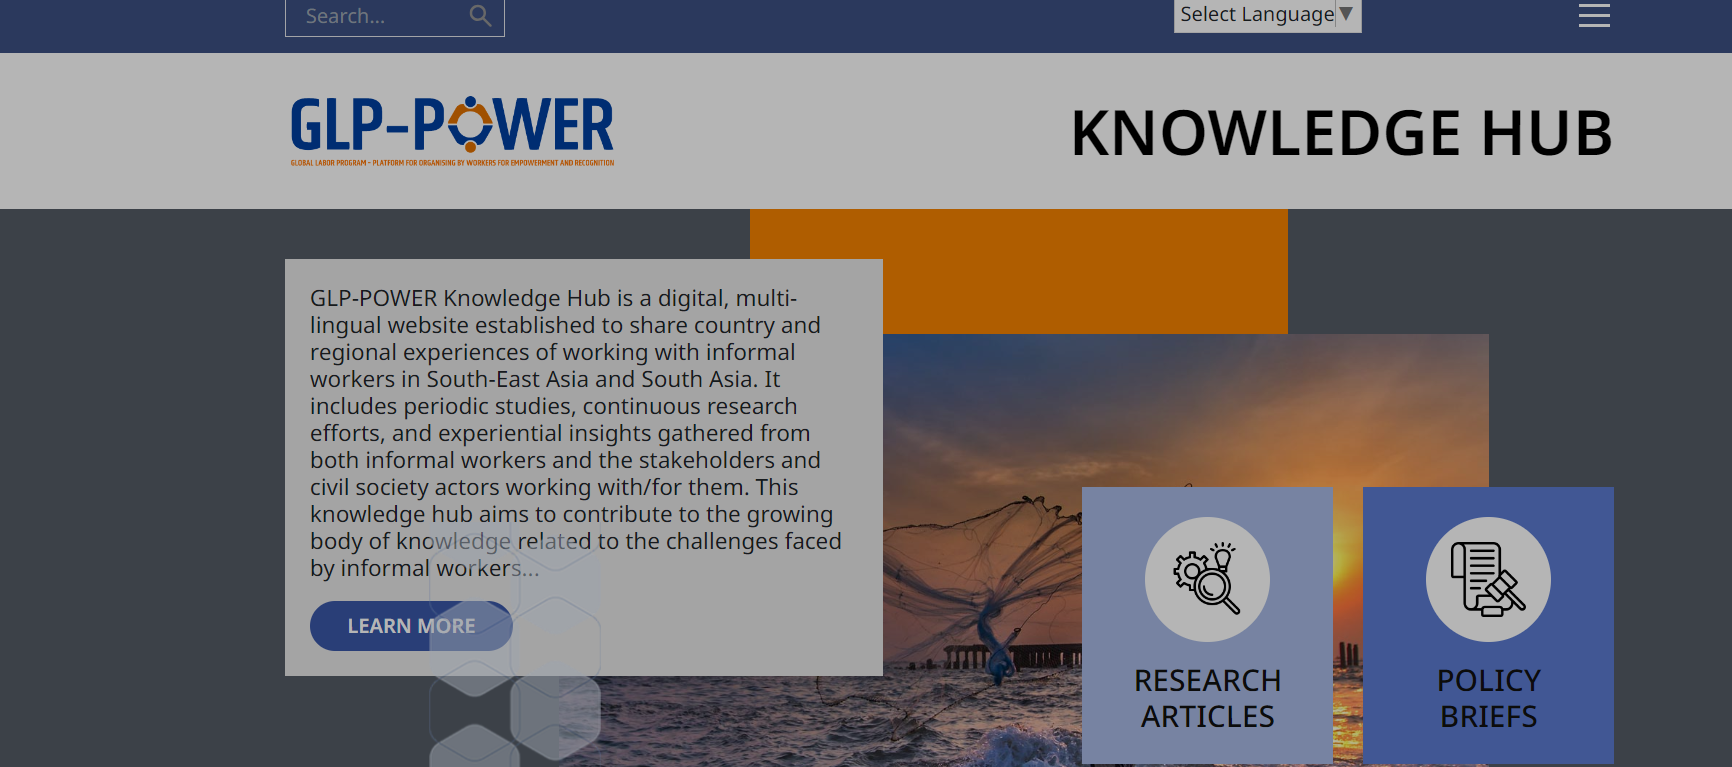 Search...
Select Language
GLP-POWER
GLOBAL LABOR PROGRAM - PLATFORM FOR ORGANISING BY WORKERS FOR EMPOWERMENT AND RECOGNITION
KNOWLEDGE HUB
GLP-POWER Knowledge Hub is a digital, multi-
lingual website established to share country and
regional experiences of working with informal
workers in South-East Asia and South Asia. It
includes periodic studies, continuous research
efforts, and experiential insights gathered from
both informal workers and the stakeholders and
civil society actors working with/for them. This
knowledge hub aims to contribute to the growing
body of knowledge related to the challenges faced
by informal workers...
LEARN MORE
RESEARCH
ARTICLES
POLICY
BRIEFS